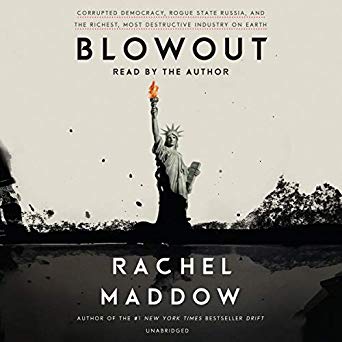 CORRUPTED DEMOCRACY, ROGUE STATE RUSSIA, AND
THE RICHEST, MOST DESTRUCTIVE INDUSTRY ON EARTH
BLOWOUT
READ BY THE AUTHOR
RACHEL
MADDOW
AUTHOR OF THE #1 NEW YORK TIMES BESTSELLER DRIFT
UNABRIDGED